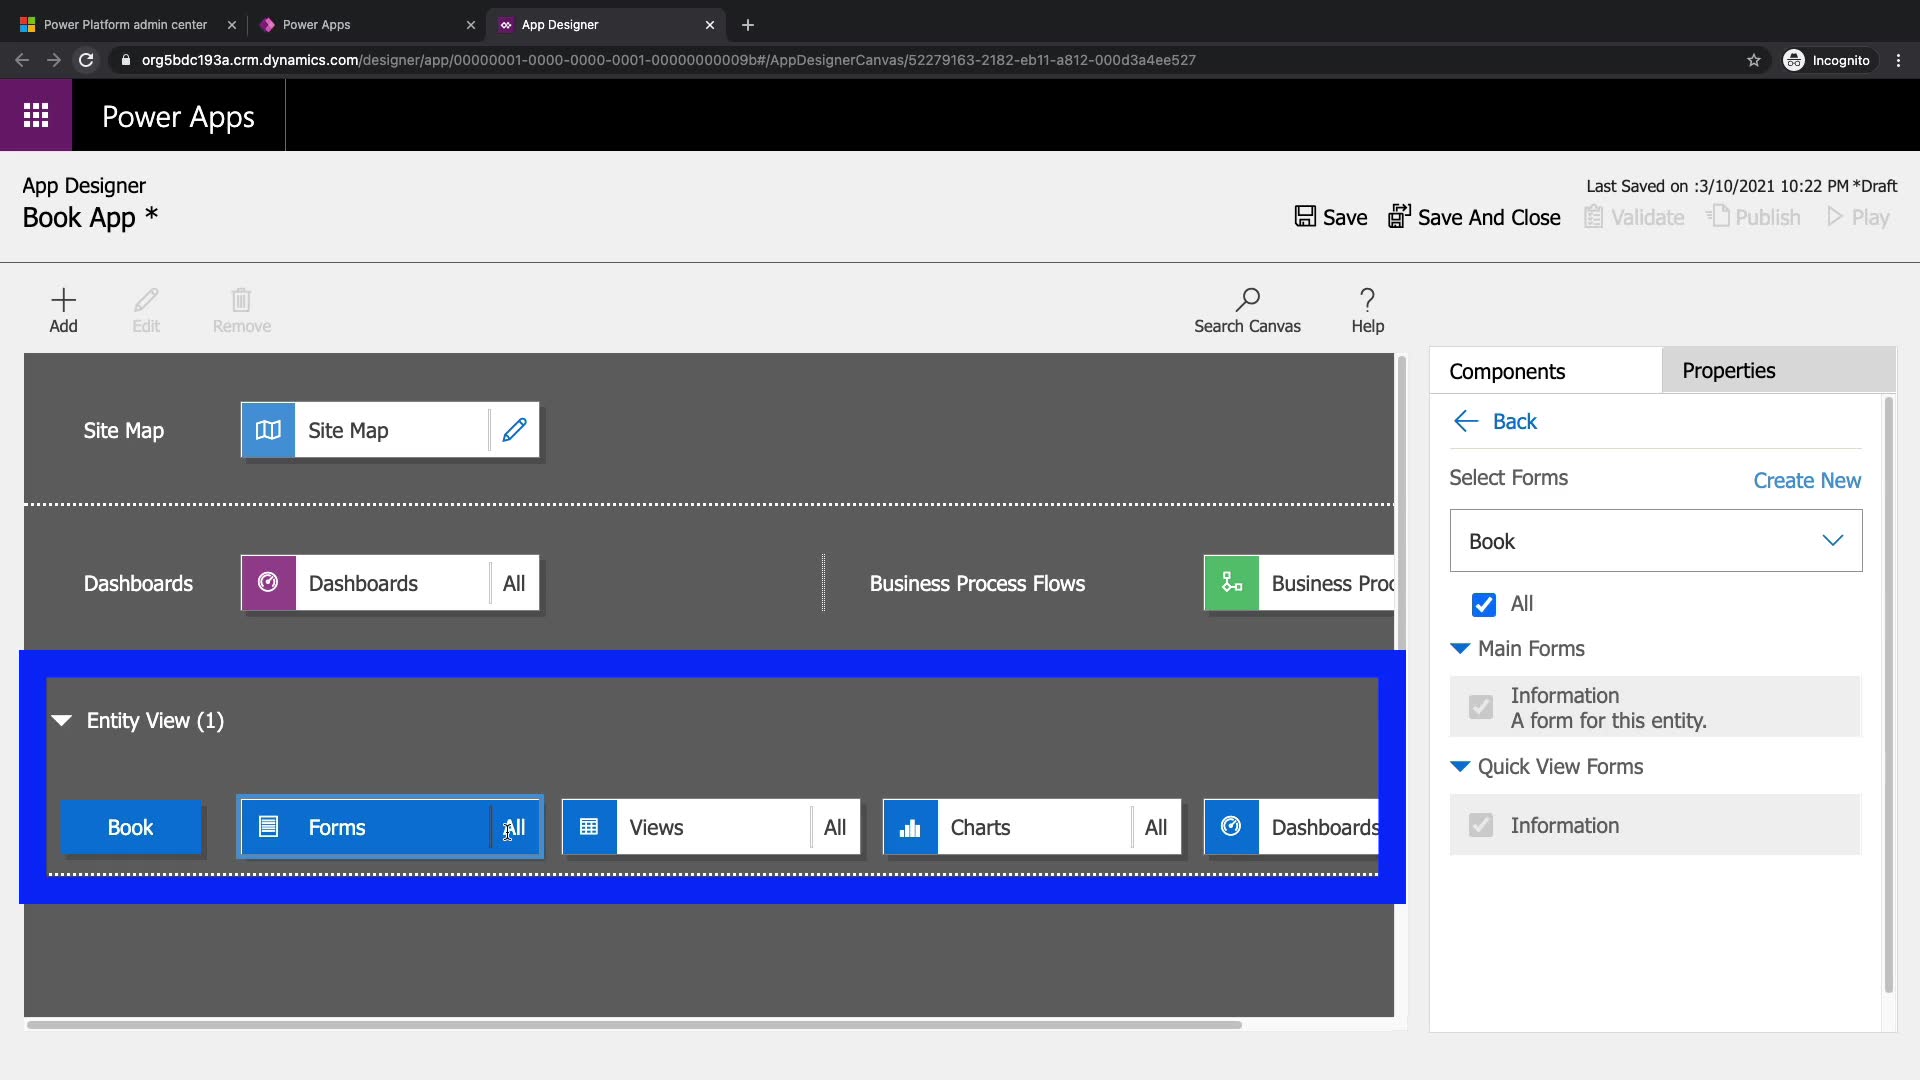 Power Platform admin center
Power Apps
App Designer
org5bdc193a.crm.dynamics.com/designer/app/00000001-0000-0000-0001-00000000009b#/AppDesignerCanvas/52279163-2182-eb11-a812-000d3a4ee527
Incognito
Power Apps
App Designer
Last Saved on :3/10/2021 10:22 PM *Draft
Book App *
Save
Save And Close
Validate
Publish
Play
Add
Edit
Remove
Search Canvas
Help
Site Map
Site Map
Dashboards
Dashboards
All
Business Process Flows
Business Proc
Entity View (1)
Book
Forms
All
Views
All
Charts
All
Dashboards
Components
Properties
Back
Select Forms
Create New
Book
All
Main Forms
Information
A form for this entity.
Quick View Forms
Information